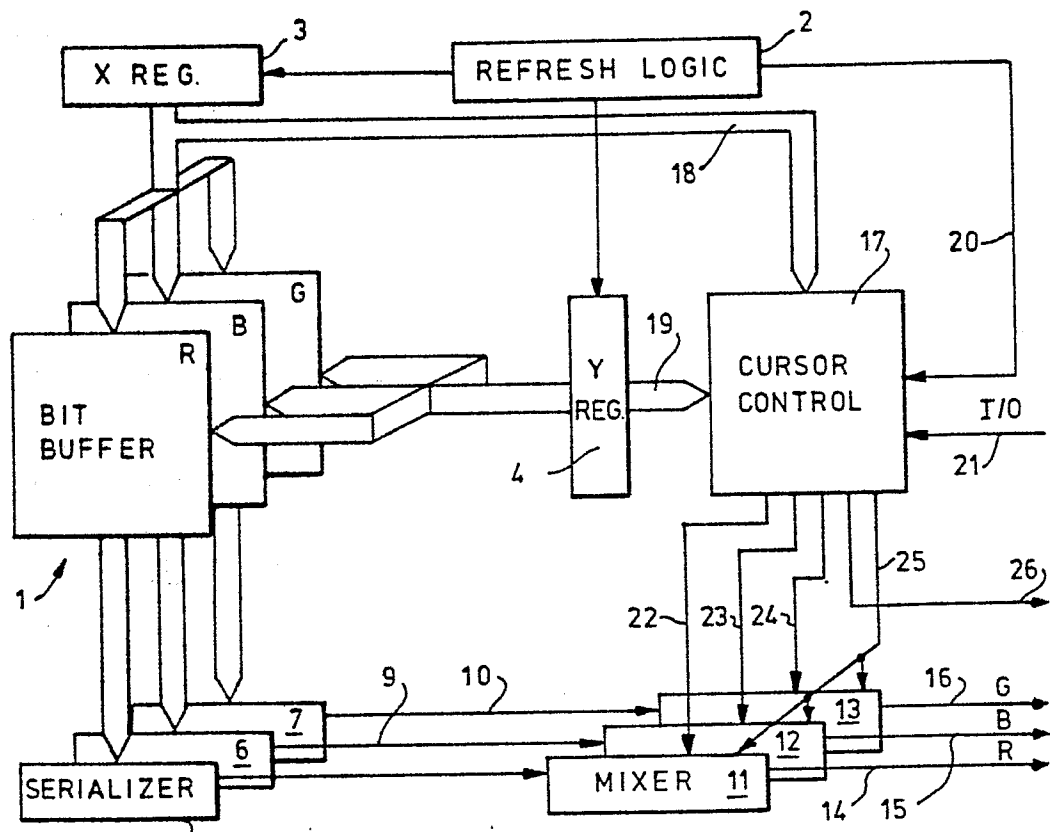 3
2
X REG.
REFRESH LOGIC
18
20
17
G
B
R
19
Y
REG.
CURSOR
CONTROL
BIT
BUFFER
I/O
21
4
25
1
26
22
23
24
9
10
16
G
7
13
B
6
12
R
SERIALIZER
MIXER
11
14
15